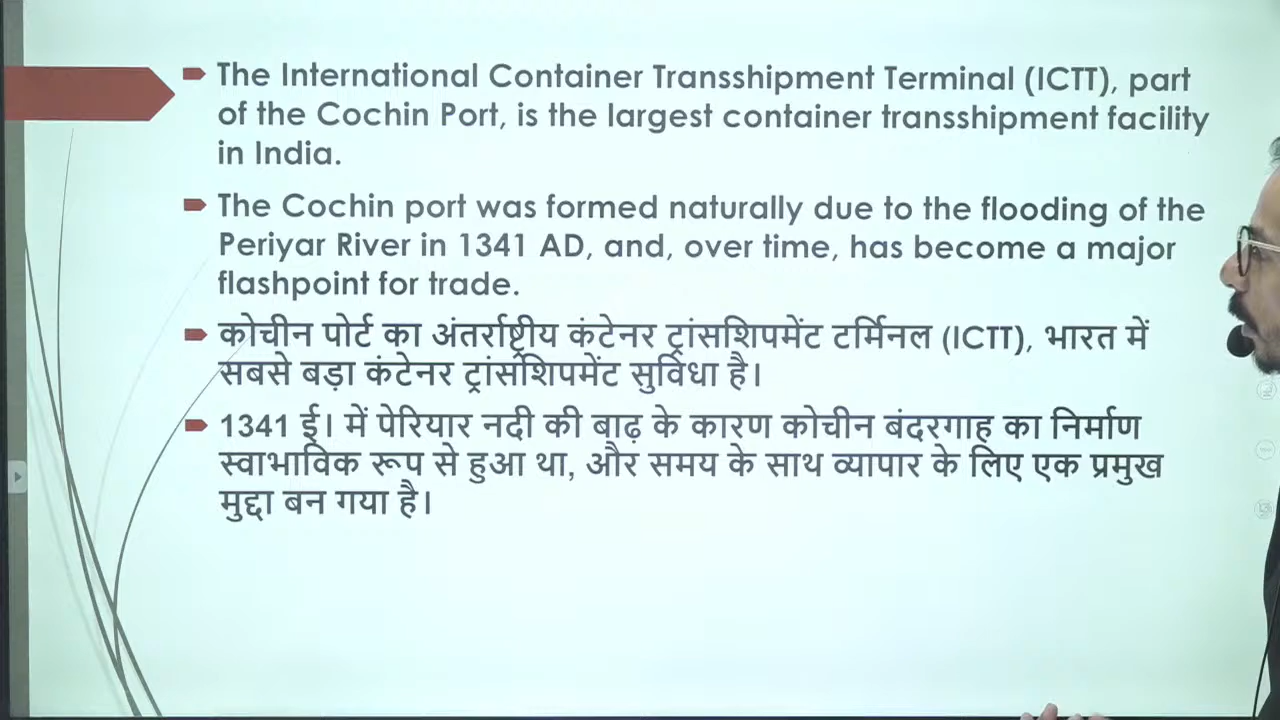 The International Container Transshipment Terminal (ICTT), part
of the Cochin Port, is the largest container transshipment facility
in India.
The Cochin port was formed naturally due to the flooding of the
Periyar River in 1341 AD, and, over time, has become a major
flashpoint for trade.
कोचीन पोर्ट का अंतर्राष्ट्रीय कंटेनर ट्रांसशिपमेंट टर्मिनल (ICTT), भारत में
सबसे बड़ा कंटेनर ट्रांसशिपमेंट सुविधा है।
1341 ई। में पेरियार नदी की बाढ़ के कारण कोचीन बंदरगाह का निर्माण
स्वाभाविक रूप से हुआ था, और समय के साथ व्यापार के लिए एक प्रमुख
मुद्दा बन गया है।